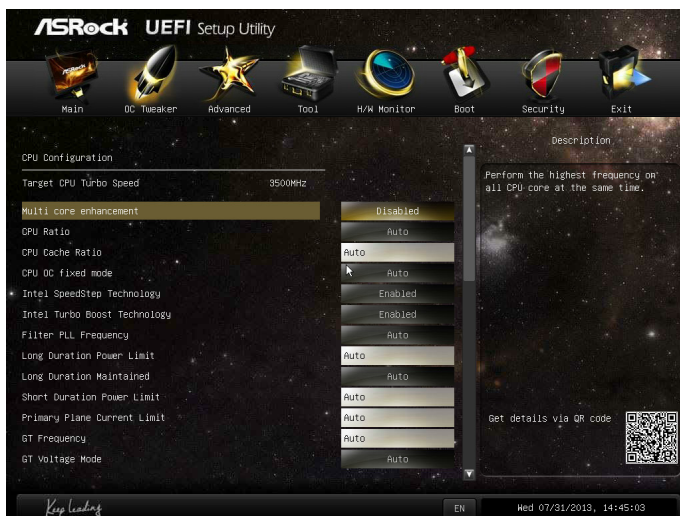 ASRock UEFI Setup Utility
Main OC Tweaker Advanced Tool H/W Monitor Boot Security Exit
CPU Configuration
Target CPU Turbo Speed 3500MHz
Multi core enhancement Disabled
CPU Ratio Auto
CPU Cache Ratio Auto
CPU OC fixed mode Auto
Intel SpeedStep Technology Enabled
Intel Turbo Boost Technology Enabled
Filter PLL Frequency Auto
Long Duration Power Limit Auto
Long Duration Maintained Auto
Short Duration Power Limit Auto
Primary Plane Current Limit Auto
GT Frequency Auto
GT Voltage Mode Auto
Description
Perform the highest frequency on
all CPU core at the same time.
Get details via QR code
Keep Leading
EN Wed 07/31/2013, 14:45:03